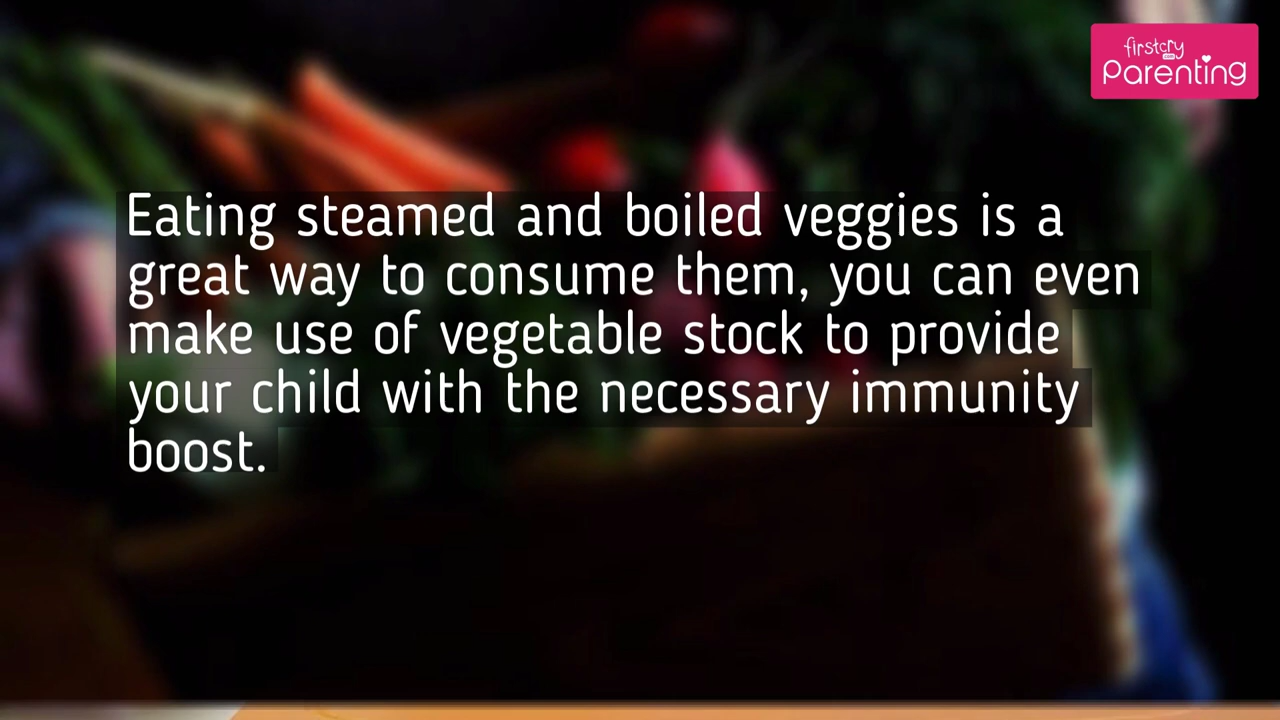 firstcry
.com
Parenting
Eating steamed and boiled veggies is a
great way to consume them, you can even
make use of vegetable stock to provide
your child with the necessary immunity
boost.